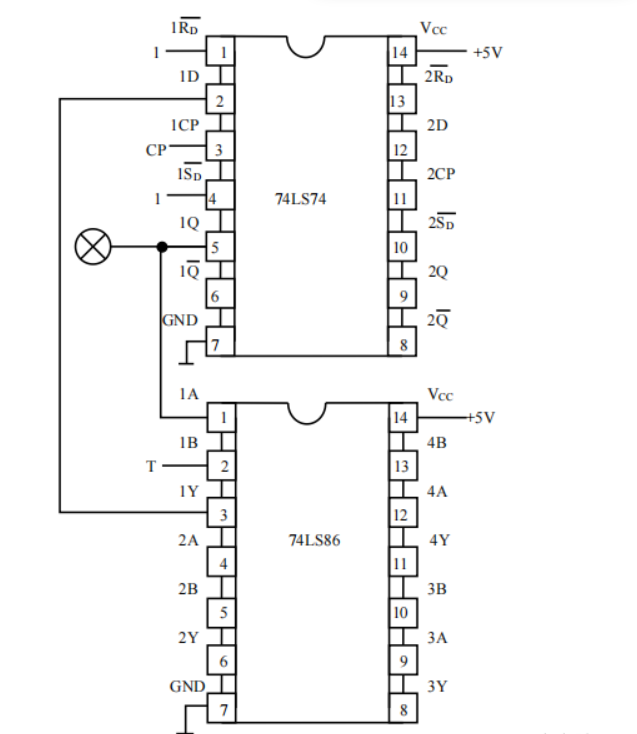 1R̅D̅ VCC
1 1 14 +5V
1D 2R̅D̅
2 13
1CP 2D
CP 3 12
1S̅D̅ 2CP
1 4 74LS74 11
1Q 2S̅D̅
5 10
1Q̅ 2Q
6 9
GND 2Q̅
7 8
1A VCC
1 14 +5V
1B 4B
T 2 13
1Y 4A
3 12
2A 74LS86 4Y
4 11
2B 3B
5 10
2Y 3A
6 9
GND 3Y
7 8